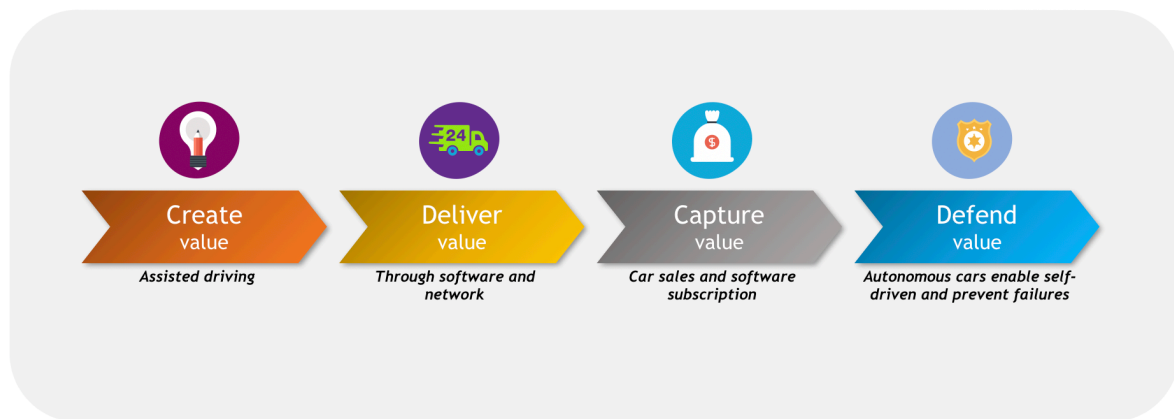 24
$
Create
value
Assisted driving
Deliver
value
Through software and
network
Capture
value
Car sales and software
subscription
Defend
value
Autonomous cars enable self-
driven and prevent failures